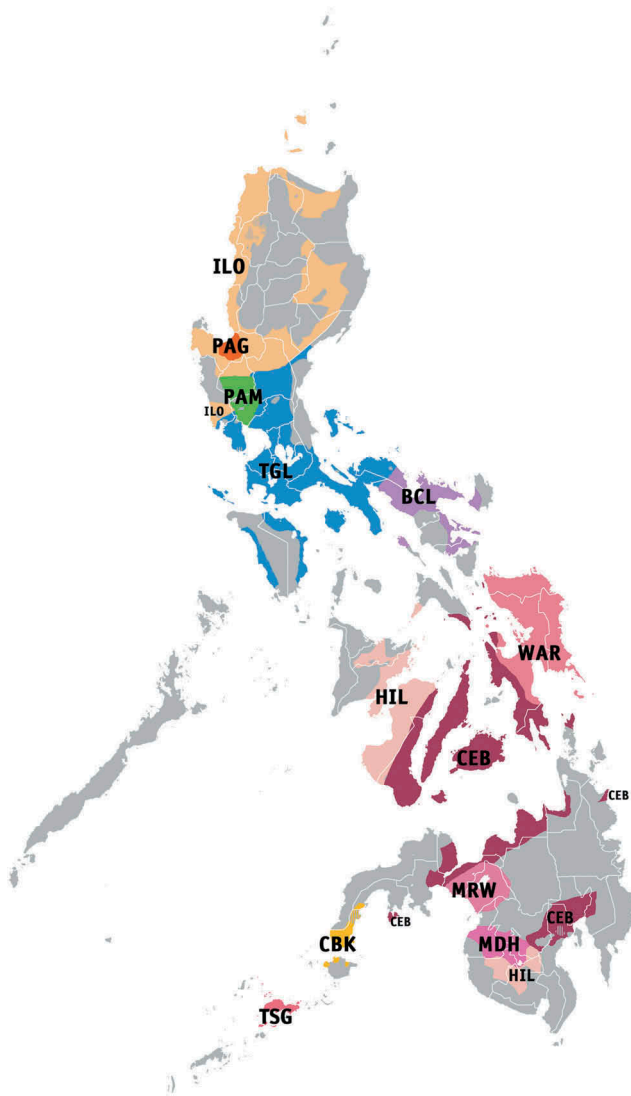 ILO
PAG
PAM
ILO
TGL
BCL
WAR
HIL
CEB
CEB
MRW
CEB
CEB
CBK
MDH
HIL
TSG